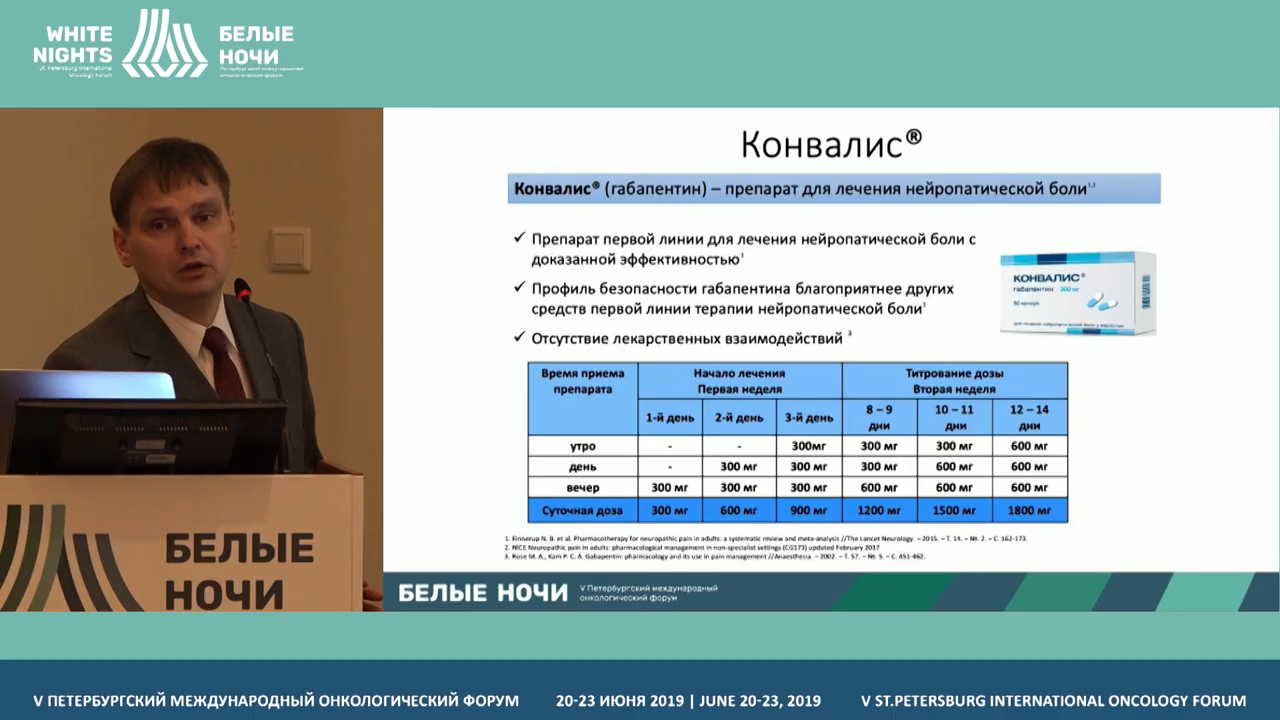 WHITE
NIGHTS
St. Petersburg International
Oncology Forum
БЕЛЫЕ
НОЧИ
Петербургский международный
онкологический форум
Конвалис®
Конвалис® (габапентин) – препарат для лечения нейропатической боли1,2
✓ Препарат первой линии для лечения нейропатической боли с
доказанной эффективностью1
✓ Профиль безопасности габапентина благоприятнее других
средств первой линии терапии нейропатической боли1
✓ Отсутствие лекарственных взаимодействий 3
КОНВАЛИС®
габапентин 300 мг
50 капсул
для лечения нейропатической боли у взрослых
Время приема
препарата
Начало лечения
Первая неделя
Титрование дозы
Вторая неделя
1-й день 2-й день 3-й день 8 – 9 дни 10 – 11 дни 12 – 14 дни
утро - - 300мг 300 мг 300 мг 600 мг
день - 300 мг 300 мг 300 мг 600 мг 600 мг
вечер 300 мг 300 мг 300 мг 600 мг 600 мг 600 мг
Суточная доза 300 мг 600 мг 900 мг 1200 мг 1500 мг 1800 мг
1. Finnerup N. B. et al. Pharmacotherapy for neuropathic pain in adults: a systematic review and meta-analysis //The Lancet Neurology. – 2015. – Т. 14. – №. 2. – С. 162-173.
2. NICE Neuropathic pain in adults: pharmacological management in non-specialist settings (CG173) updated February 2017
3. Rose M. A., Kam P. C. A. Gabapentin: pharmacology and its use in pain management //Anaesthesia. – 2002. – Т. 57. – №. 5. – С. 451-462.
БЕЛЫЕ
НОЧИ
БЕЛЫЕ НОЧИ
V Петербургский международный
онкологический форум
V ПЕТЕРБУРГСКИЙ МЕЖДУНАРОДНЫЙ ОНКОЛОГИЧЕСКИЙ ФОРУМ 20-23 ИЮНЯ 2019 | JUNE 20-23, 2019 V ST.PETERSBURG INTERNATIONAL ONCOLOGY FORUM